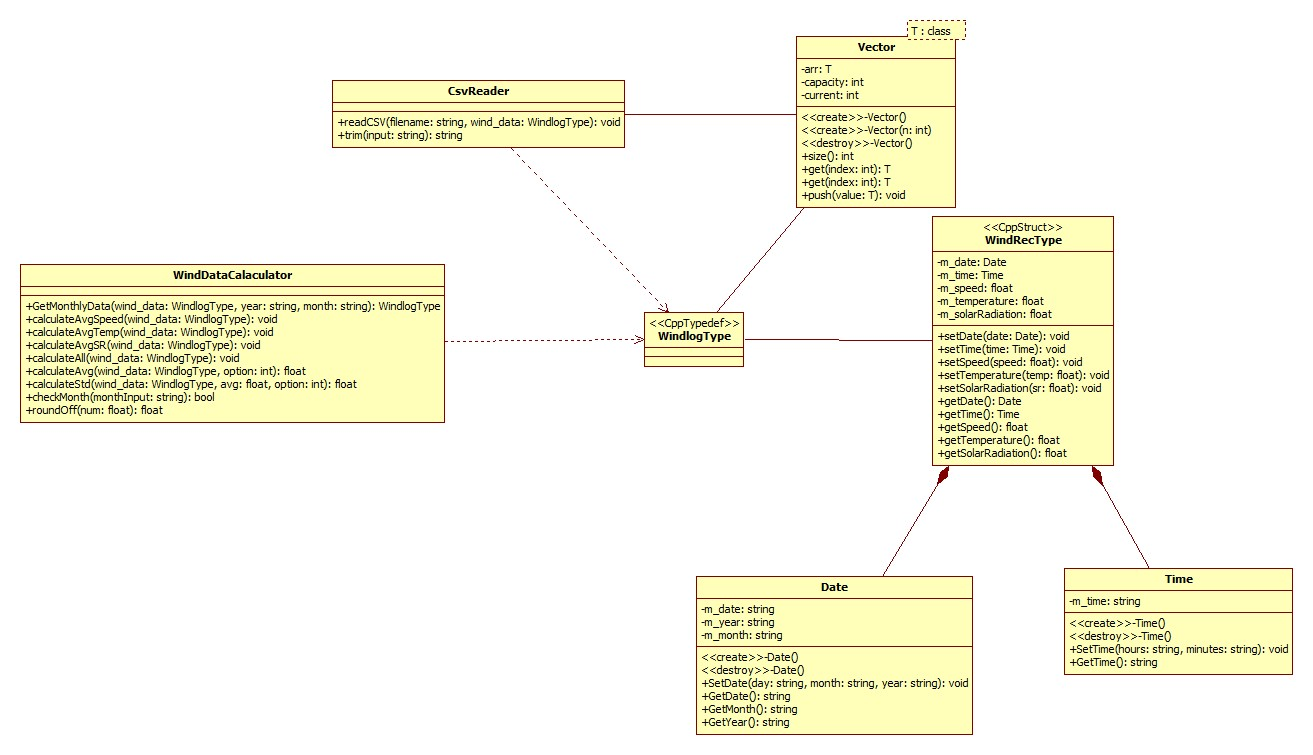 T : class
Vector
-arr: T
-capacity: int
-current: int
<<create>>-Vector()
<<create>>-Vector(n: int)
<<destroy>>-Vector()
+size(): int
+get(index: int): T
+get(index: int): T
+push(value: T): void
CsvReader
+readCSV(filename: string, wind_data: WindlogType): void
+trim(input: string): string
<<CppStruct>>
WindRecType
-m_date: Date
-m_time: Time
-m_speed: float
-m_temperature: float
-m_solarRadiation: float
+setDate(date: Date): void
+setTime(time: Time): void
+setSpeed(speed: float): void
+setTemperature(temp: float): void
+setSolarRadiation(sr: float): void
+getDate(): Date
+getTime(): Time
+getSpeed(): float
+getTemperature(): float
+getSolarRadiation(): float
WindDataCalaculator
+GetMonthlyData(wind_data: WindlogType, year: string, month: string): WindlogType
+calculateAvgSpeed(wind_data: WindlogType): void
+calculateAvgTemp(wind_data: WindlogType): void
+calculateAvgSR(wind_data: WindlogType): void
+calculateAll(wind_data: WindlogType): void
+calculateAvg(wind_data: WindlogType, option: int): float
+calculateStd(wind_data: WindlogType, avg: float, option: int): float
+checkMonth(monthInput: string): bool
+roundOff(num: float): float
<<CppTypedef>>
WindlogType
Date
-m_date: string
-m_year: string
-m_month: string
<<create>>-Date()
<<destroy>>-Date()
+SetDate(day: string, month: string, year: string): void
+GetDate(): string
+GetMonth(): string
+GetYear(): string
Time
-m_time: string
<<create>>-Time()
<<destroy>>-Time()
+SetTime(hours: string, minutes: string): void
+GetTime(): string